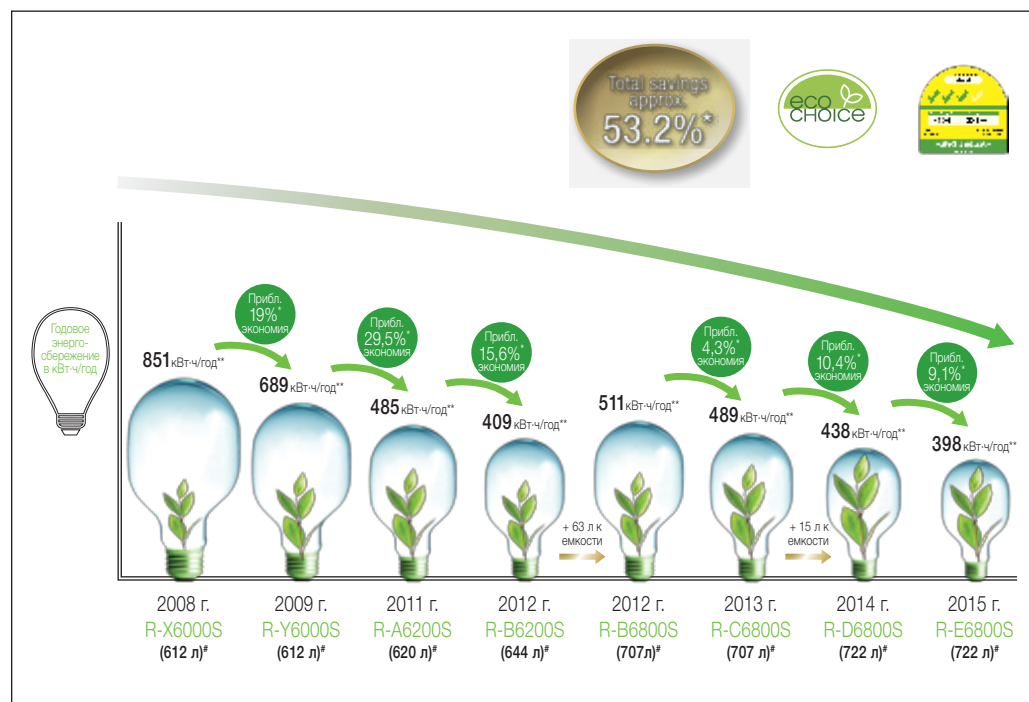 Total savings
approx.
53.2%*
eco
CHOICE
Годовое
энерго-
сбережение
в кВт·ч/год
Прибл.
19%*
экономия
Прибл.
29,5%*
экономия
Прибл.
15,6%*
экономия
Прибл.
4,3%*
экономия
Прибл.
10,4%*
экономия
Прибл.
9,1%*
экономия
851 кВт·ч/год**
689 кВт·ч/год**
485 кВт·ч/год**
409 кВт·ч/год**
511 кВт·ч/год**
489 кВт·ч/год**
438 кВт·ч/год**
398 кВт·ч/год**
+ 63 л к
емкости
+ 15 л к
емкости
2008 г.
R-X6000S
(612 л)#
2009 г.
R-Y6000S
(612 л)#
2011 г.
R-A6200S
(620 л)#
2012 г.
R-B6200S
(644 л)#
2012 г.
R-B6800S
(707л)#
2013 г.
R-C6800S
(707 л)#
2014 г.
R-D6800S
(722 л)#
2015 г.
R-E6800S
(722 л)#